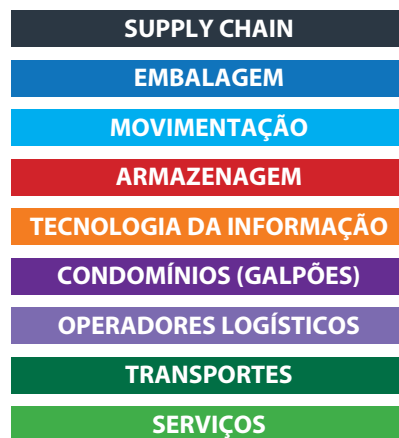 SUPPLY CHAIN
EMBALAGEM
MOVIMENTAÇÃO
ARMAZENAGEM
TECNOLOGIA DA INFORMAÇÃO
CONDOMÍNIOS (GALPÕES)
OPERADORES LOGÍSTICOS
TRANSPORTES
SERVIÇOS